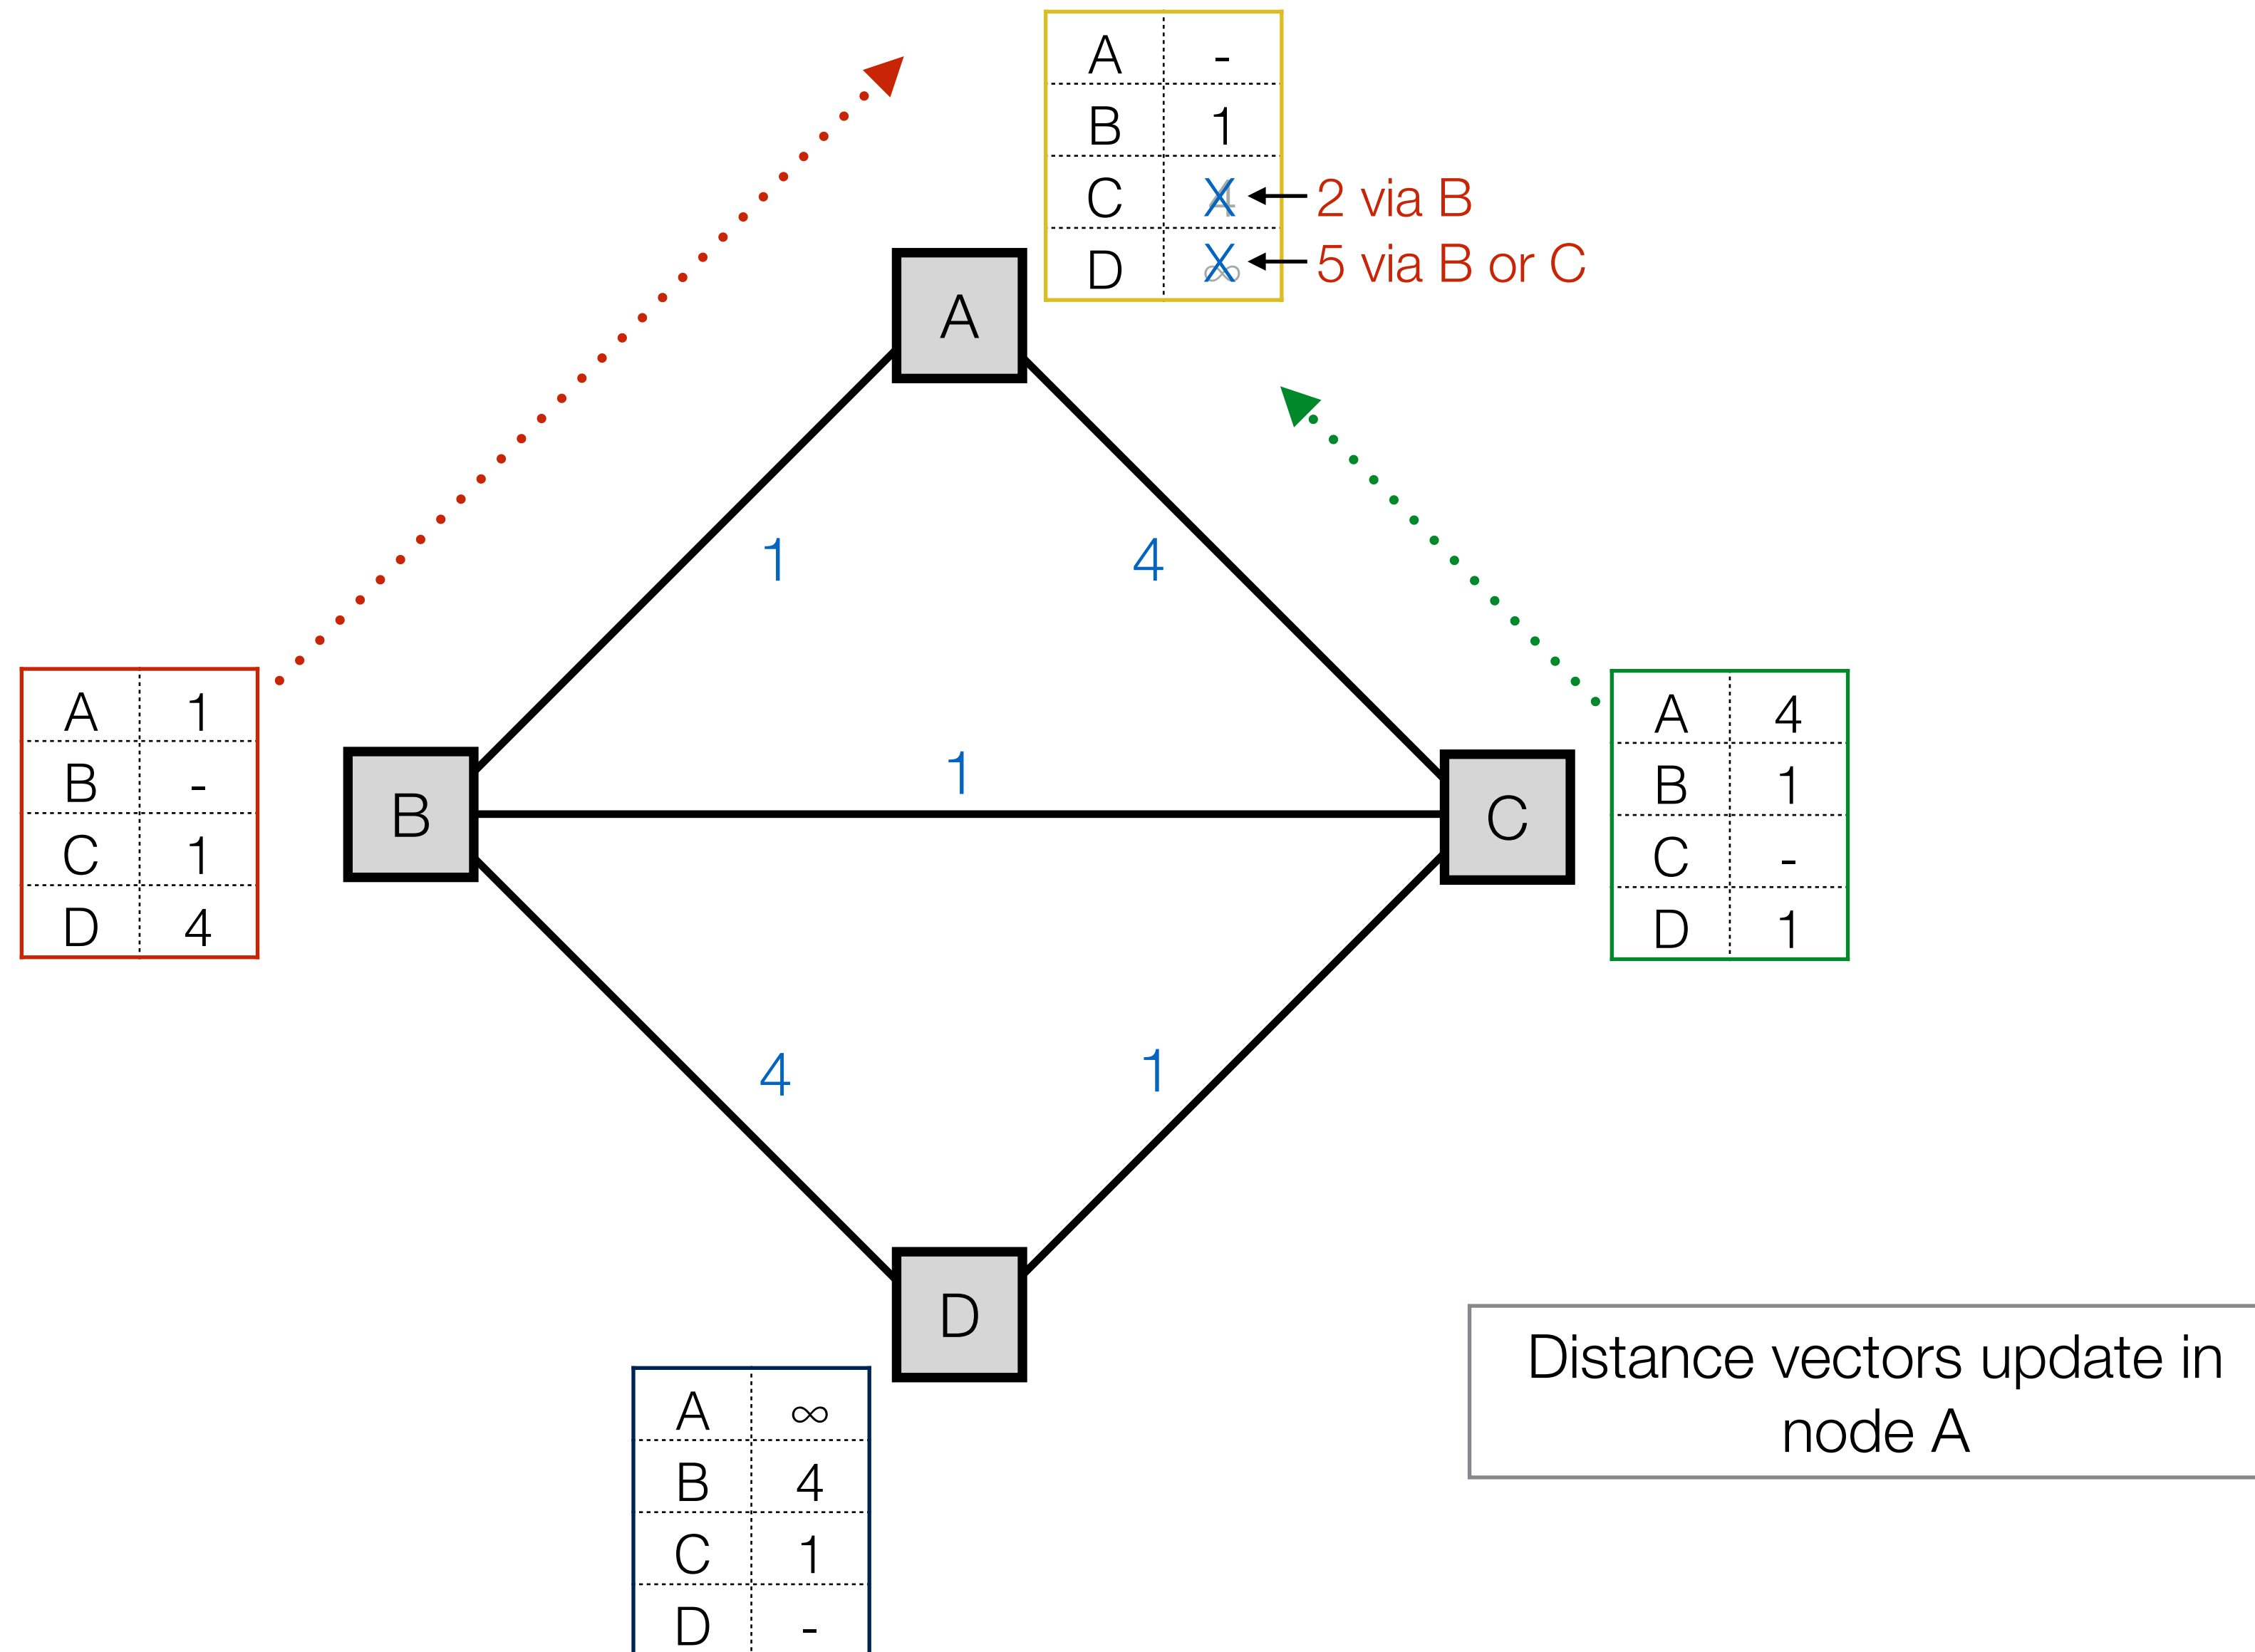 A -
B 1
C 4 X 2 via B
D ∞ X 5 via B or C
A
1
4
A 1
B -
C 1
D 4
B
1
C
A 4
B 1
C -
D 1
4
1
D
A ∞
B 4
C 1
D -
Distance vectors update in
node A